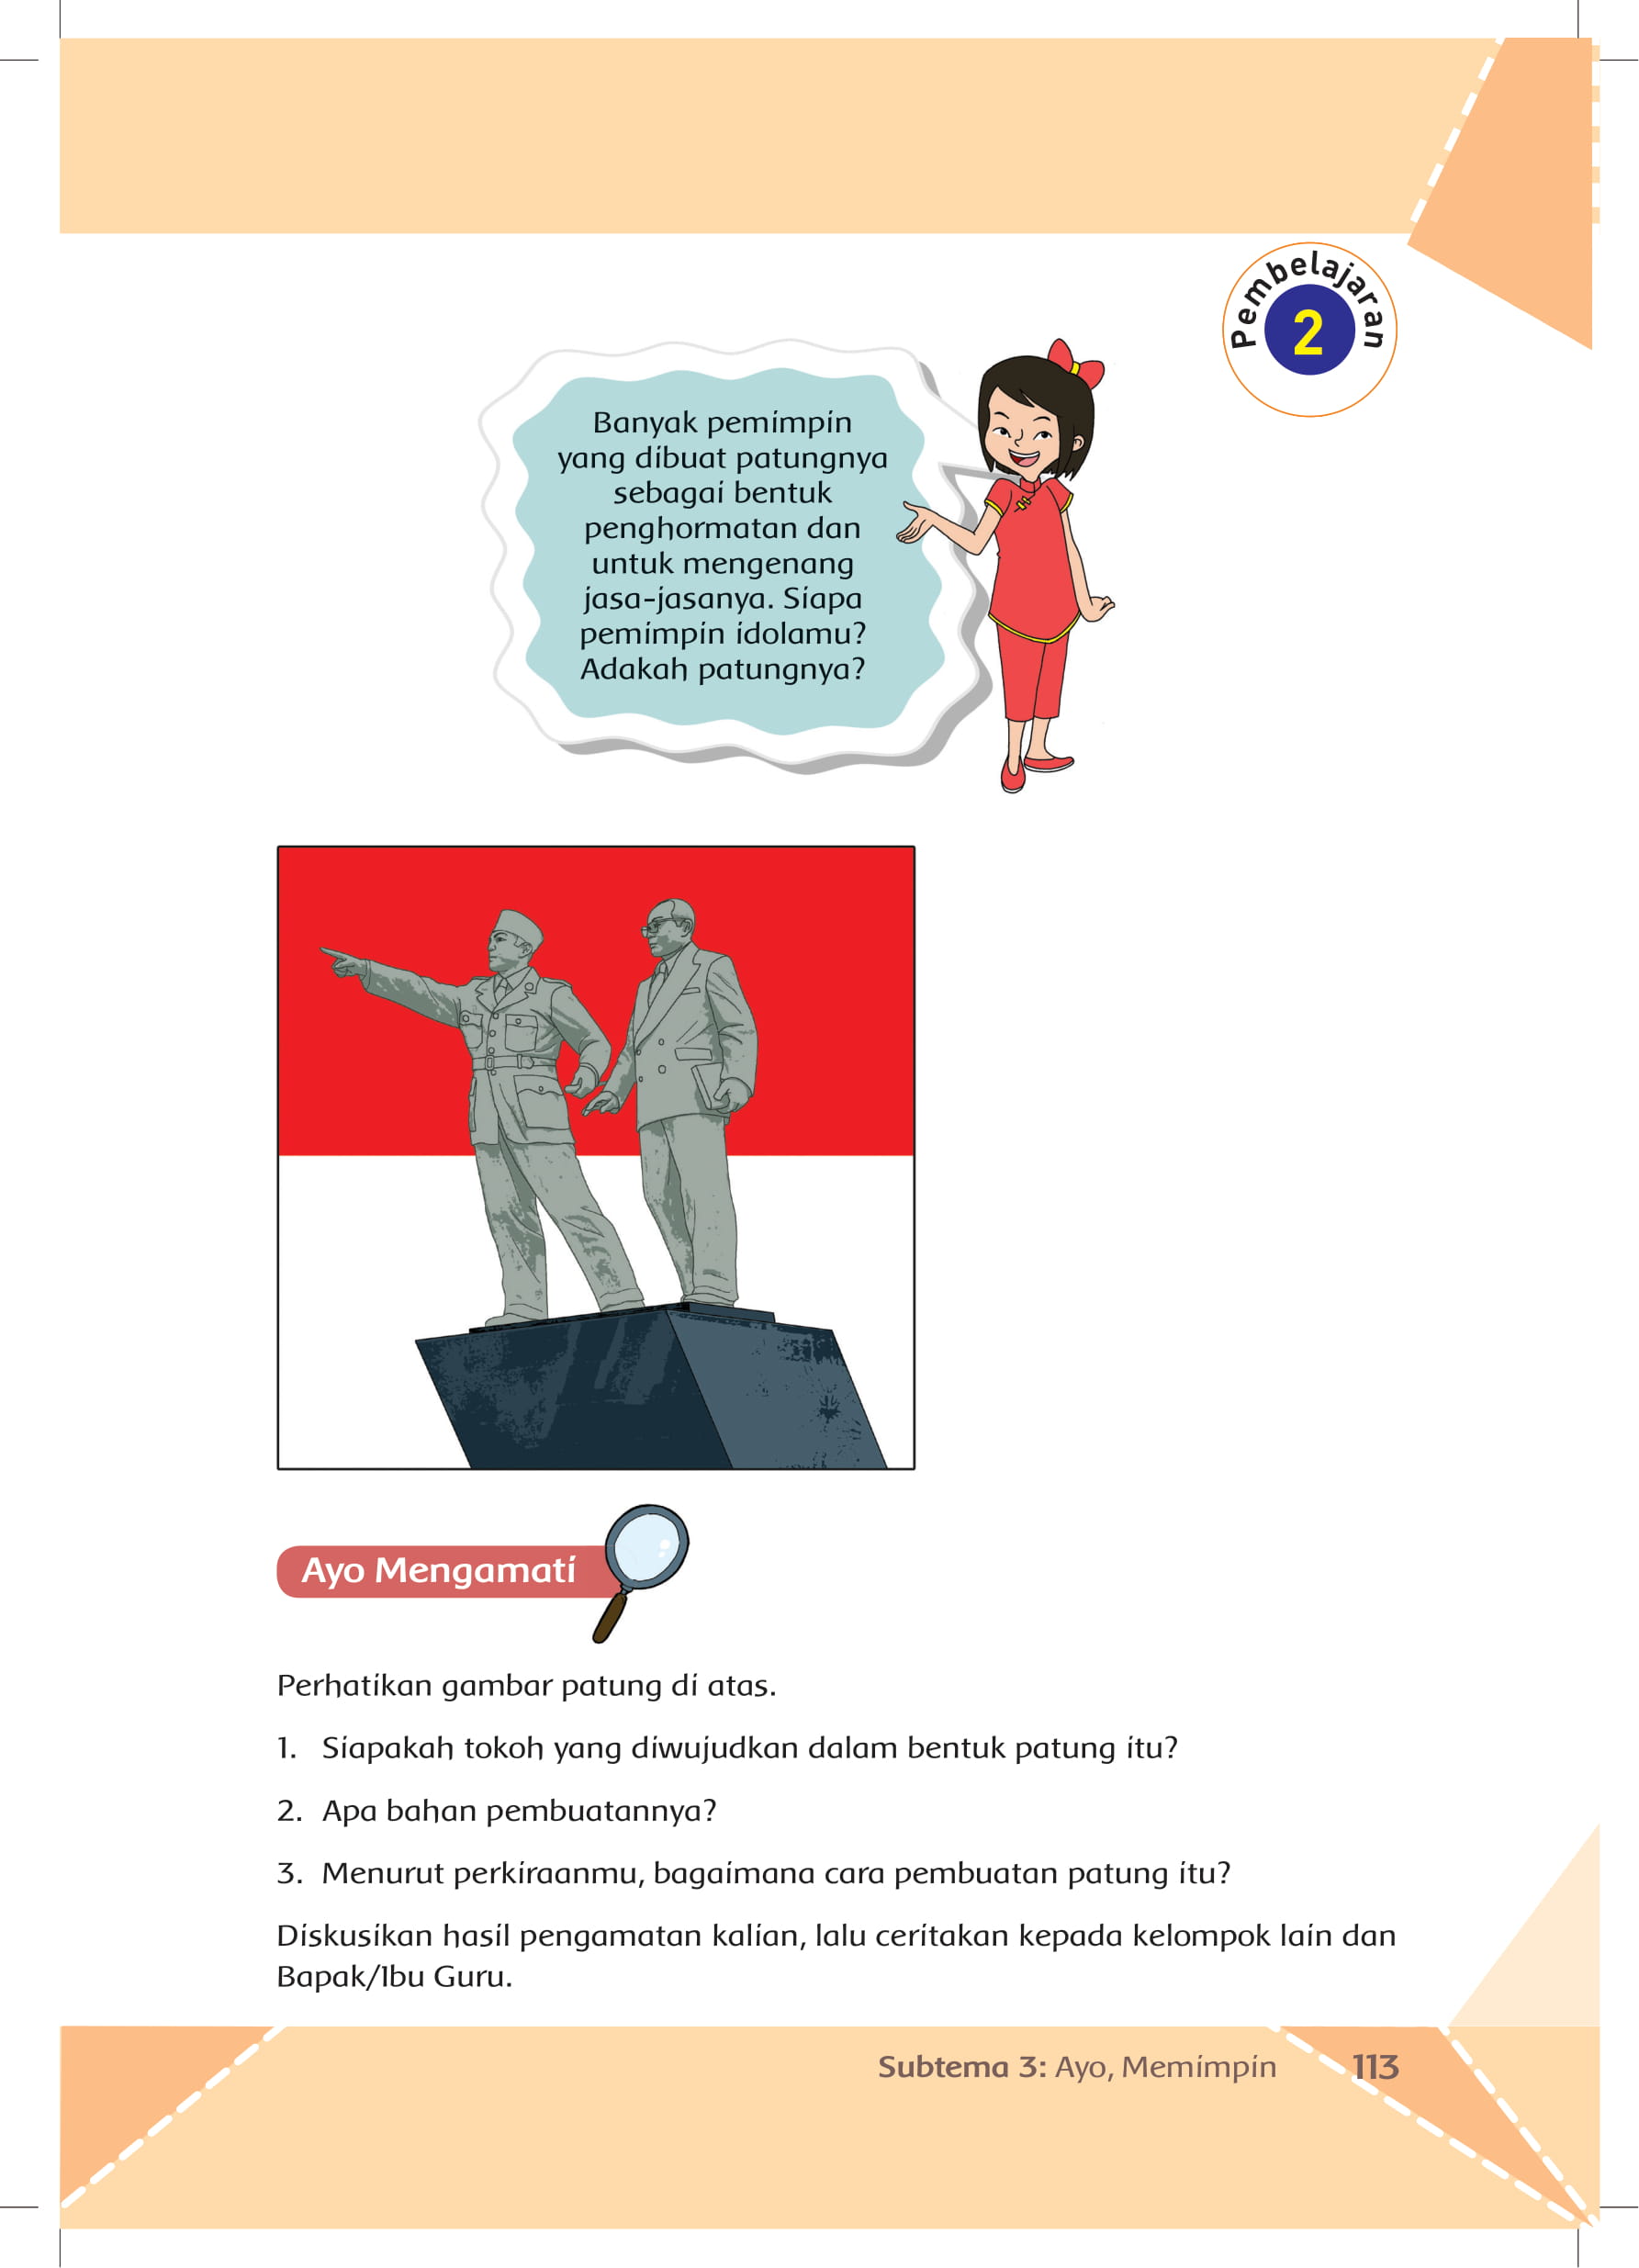 Pembelajaran
2
Banyak pemimpin
yang dibuat patungnya
sebagai bentuk
penghormatan dan
untuk mengenang
jasa-jasanya. Siapa
pemimpin idolamu?
Adakah patungnya?
Ayo Mengamati
Perhatikan gambar patung di atas.
1. Siapakah tokoh yang diwujudkan dalam bentuk patung itu?
2. Apa bahan pembuatannya?
3. Menurut perkiraanmu, bagaimana cara pembuatan patung itu?
Diskusikan hasil pengamatan kalian, lalu ceritakan kepada kelompok lain dan
Bapak/Ibu Guru.
Subtema 3: Ayo, Memimpin 113